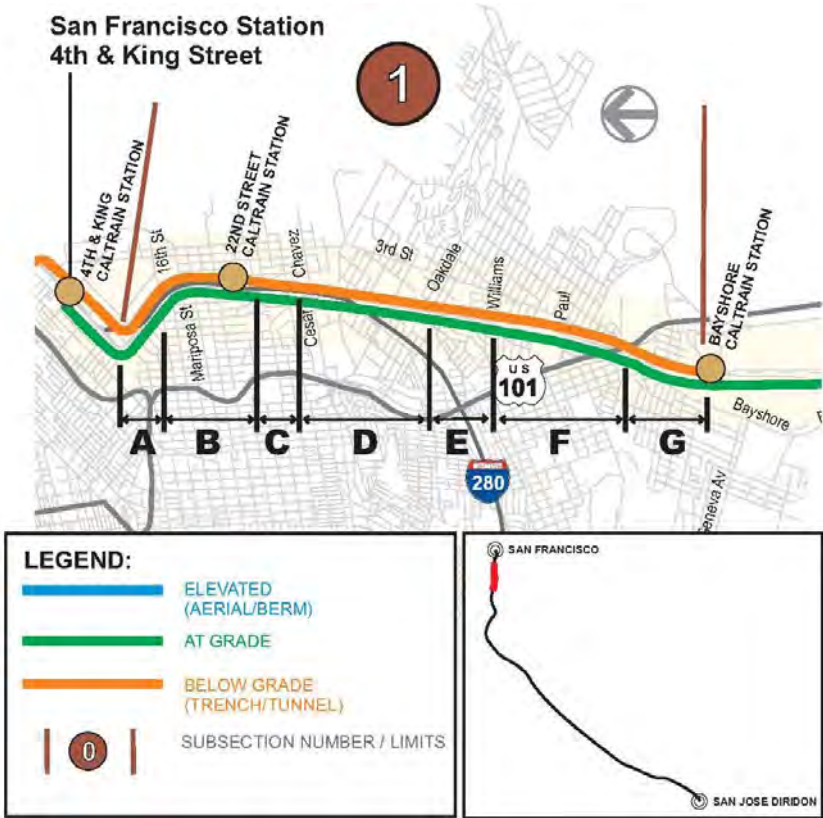 San Francisco Station
4th & King Street
1
4TH & KING
CALTRAIN STATION
16th St
22ND STREET
CALTRAIN STATION
Chavez
Cesar
3rd St
Oakdale
Williams
Paul
BAYSHORE
CALTRAIN STATION
Mariposa St
US
101
Bayshore
A
B
C
D
E
F
G
280
Geneva Av
LEGEND:
ELEVATED
(AERIAL/BERM)
AT GRADE
BELOW GRADE
(TRENCH/TUNNEL)
0
SUBSECTION NUMBER / LIMITS
SAN FRANCISCO
SAN JOSE DIRIDON